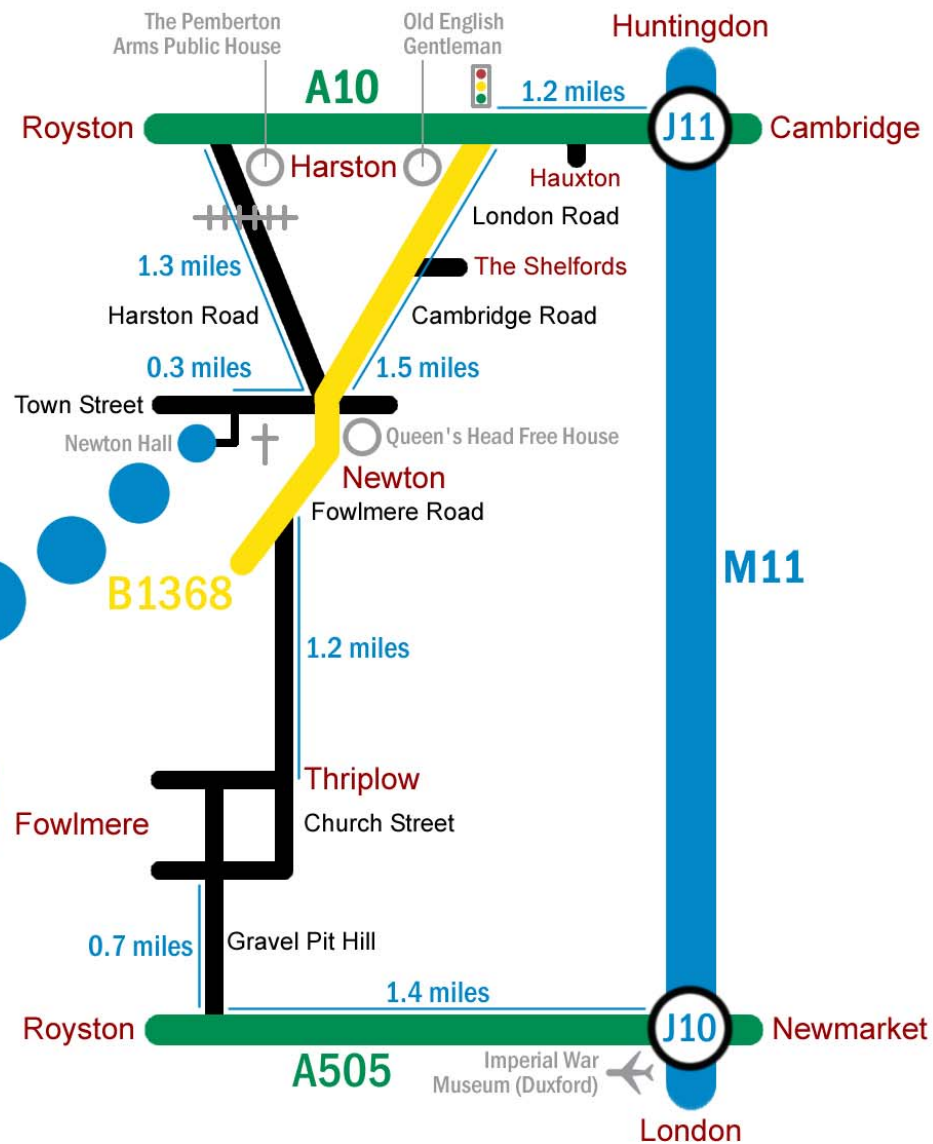 The Pemberton
Arms Public House
Old English
Gentleman
Huntingdon
A10
1.2 miles
Royston
J11
Cambridge
Harston
Hauxton
London Road
1.3 miles
The Shelfords
Harston Road
Cambridge Road
0.3 miles
1.5 miles
Town Street
Newton Hall
Queen's Head Free House
Newton
Fowlmere Road
B1368
M11
1.2 miles
Thriplow
Fowlmere
Church Street
0.7 miles
Gravel Pit Hill
1.4 miles
Royston
J10
Newmarket
A505
Imperial War
Museum (Duxford)
London